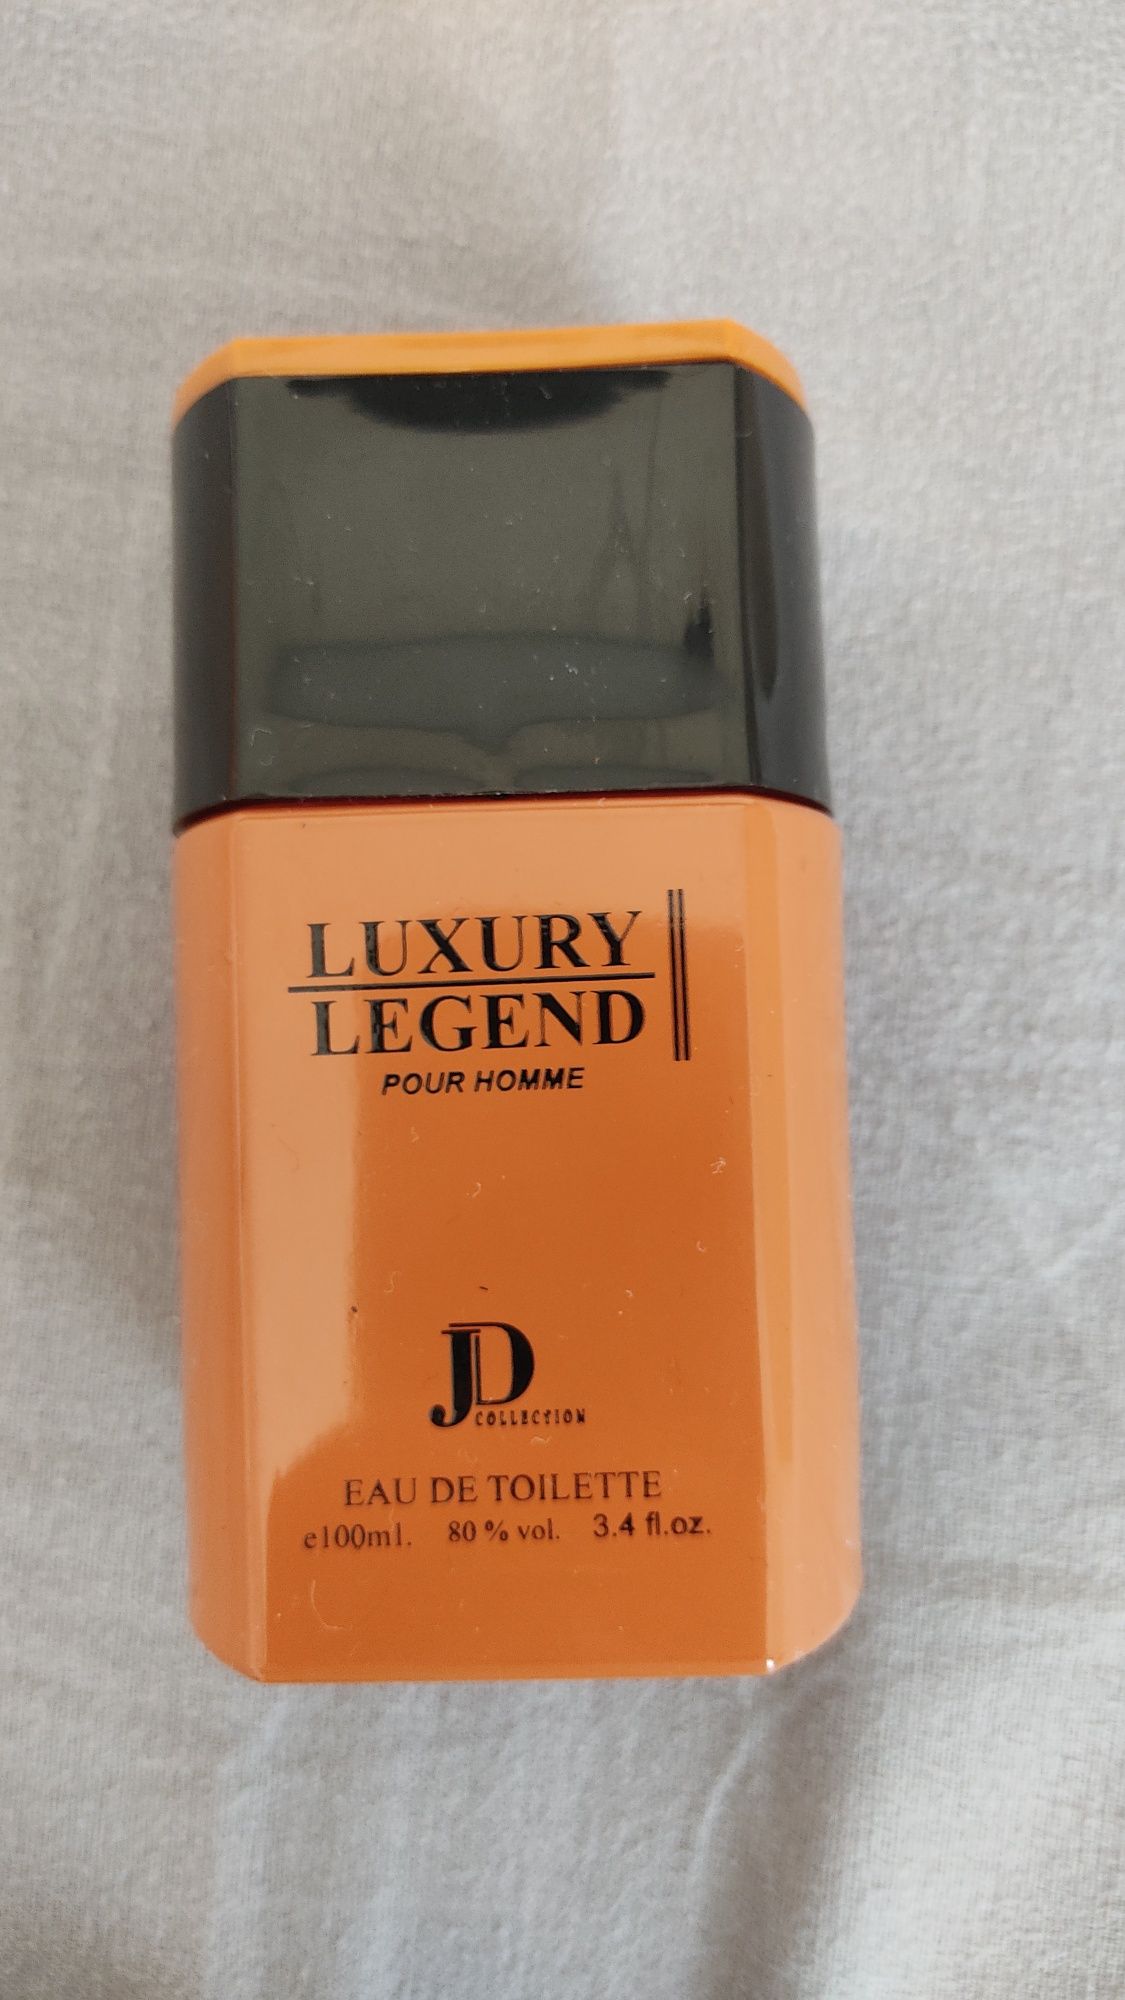 LUXURY
LEGEND
POUR HOMME
JD
COLLECTION
EAU DE TOILETTE
e100ml. 80 % vol. 3.4 fl.oz.